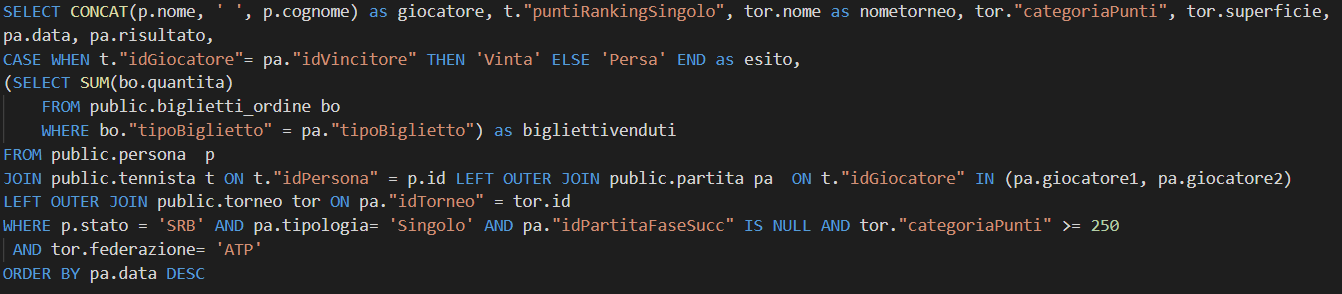 SELECT CONCAT(p.nome, ' ', p.cognome) as giocatore, t."puntiRankingSingolo", tor.nome as nometorneo, tor."categoriaPunti", tor.superficie,
pa.data, pa.risultato,
CASE WHEN t."idGiocatore"= pa."idVincitore" THEN 'Vinta' ELSE 'Persa' END as esito,
(SELECT SUM(bo.quantita)
    FROM public.biglietti_ordine bo
    WHERE bo."tipoBiglietto" = pa."tipoBiglietto") as bigliettivenduti
FROM public.persona  p
JOIN public.tennista t ON t."idPersona" = p.id LEFT OUTER JOIN public.partita pa  ON t."idGiocatore" IN (pa.giocatore1, pa.giocatore2)
LEFT OUTER JOIN public.torneo tor ON pa."idTorneo" = tor.id
WHERE p.stato = 'SRB' AND pa.tipologia= 'Singolo' AND pa."idPartitaFaseSucc" IS NULL AND tor."categoriaPunti" >= 250
 AND tor.federazione= 'ATP'
ORDER BY pa.data DESC